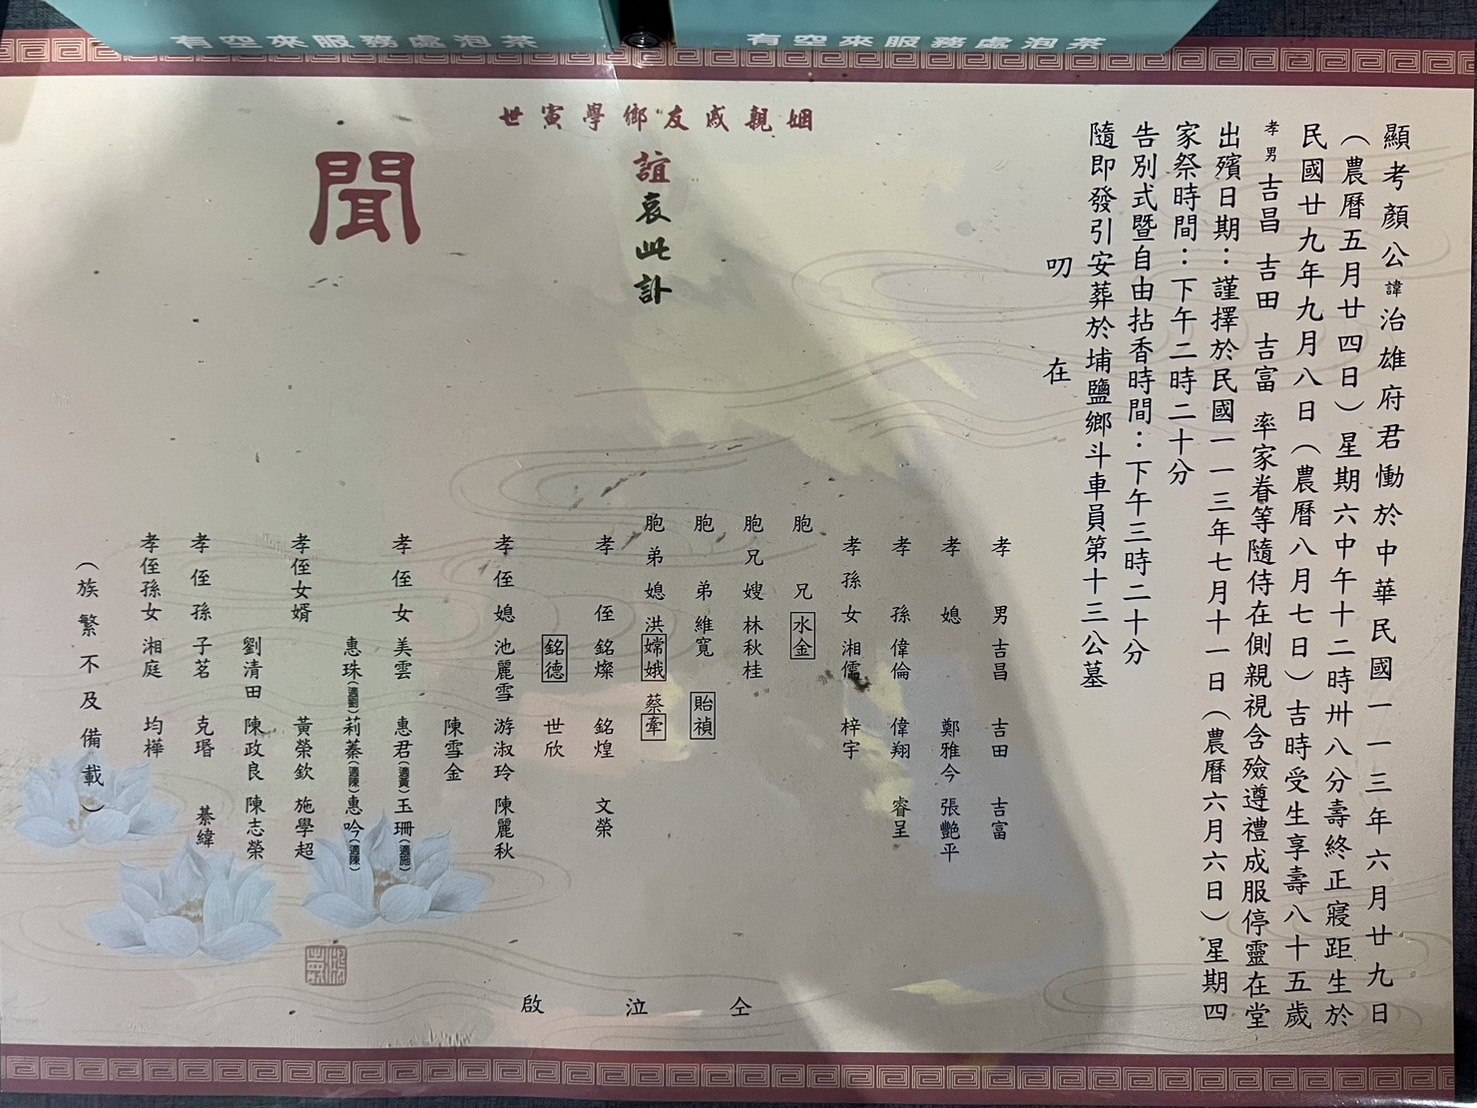 有空來服務處泡茶
有空來服務處泡茶
顯考顏公諱治雄府君慟於中華民國一一三年六月廿九日
（農曆五月廿四日）星期六中午十二時卅八分壽終正寢距生於
民國廿九年九月八日（農曆八月七日）吉時受生享壽八十五歲
孝男吉昌 吉田 吉富 率家眷等隨侍在側親視含殮遵禮成服停靈在堂
出殯日期：謹擇於民國一一三年七月十一日（農曆六月六日）星期四
家祭時間：下午二時二十分
告別式暨自由拈香時間：下午三時二十分
隨即發引安葬於埔鹽鄉斗車員第十三公墓
叨 在
姻親戚友鄉學寅世
誼哀此訃
聞
孝男 吉昌 吉田 吉富
孝媳 鄭雅今 張艷平
孝孫 偉倫 偉翔 睿呈
孝孫女 湘儒 梓宇
胞兄 水金
胞兄嫂 林秋桂
胞弟 維寬 貽禎
胞弟媳 洪嫦娥 蔡牽
孝侄 銘燦 銘煌 文榮
銘德 世欣
孝侄媳 池麗雪 游淑玲 陳麗秋
陳雪金
孝侄女 美雲 惠君（適黃） 玉珊（適施）
惠珠（適劉） 莉蓁（適陳） 惠吟（適陳）
孝侄女婿 黃榮欽 施學超
劉清田 陳政良 陳志榮
孝侄孫 子茗 克瑉 綦緯
孝侄孫女 湘庭 均樺
（族繁不及備載）
仝 泣 啟